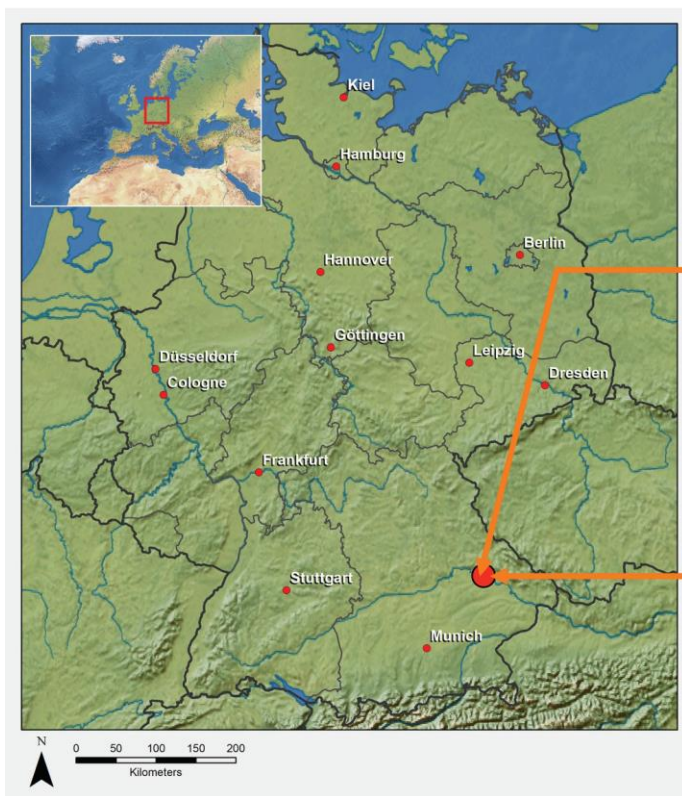 Kiel
Hamburg
Berlin
Hannover
Göttingen
Leipzig
Düsseldorf
Dresden
Cologne
Frankfurt
Stuttgart
Munich
N
0 50 100 150 200
Kilometers